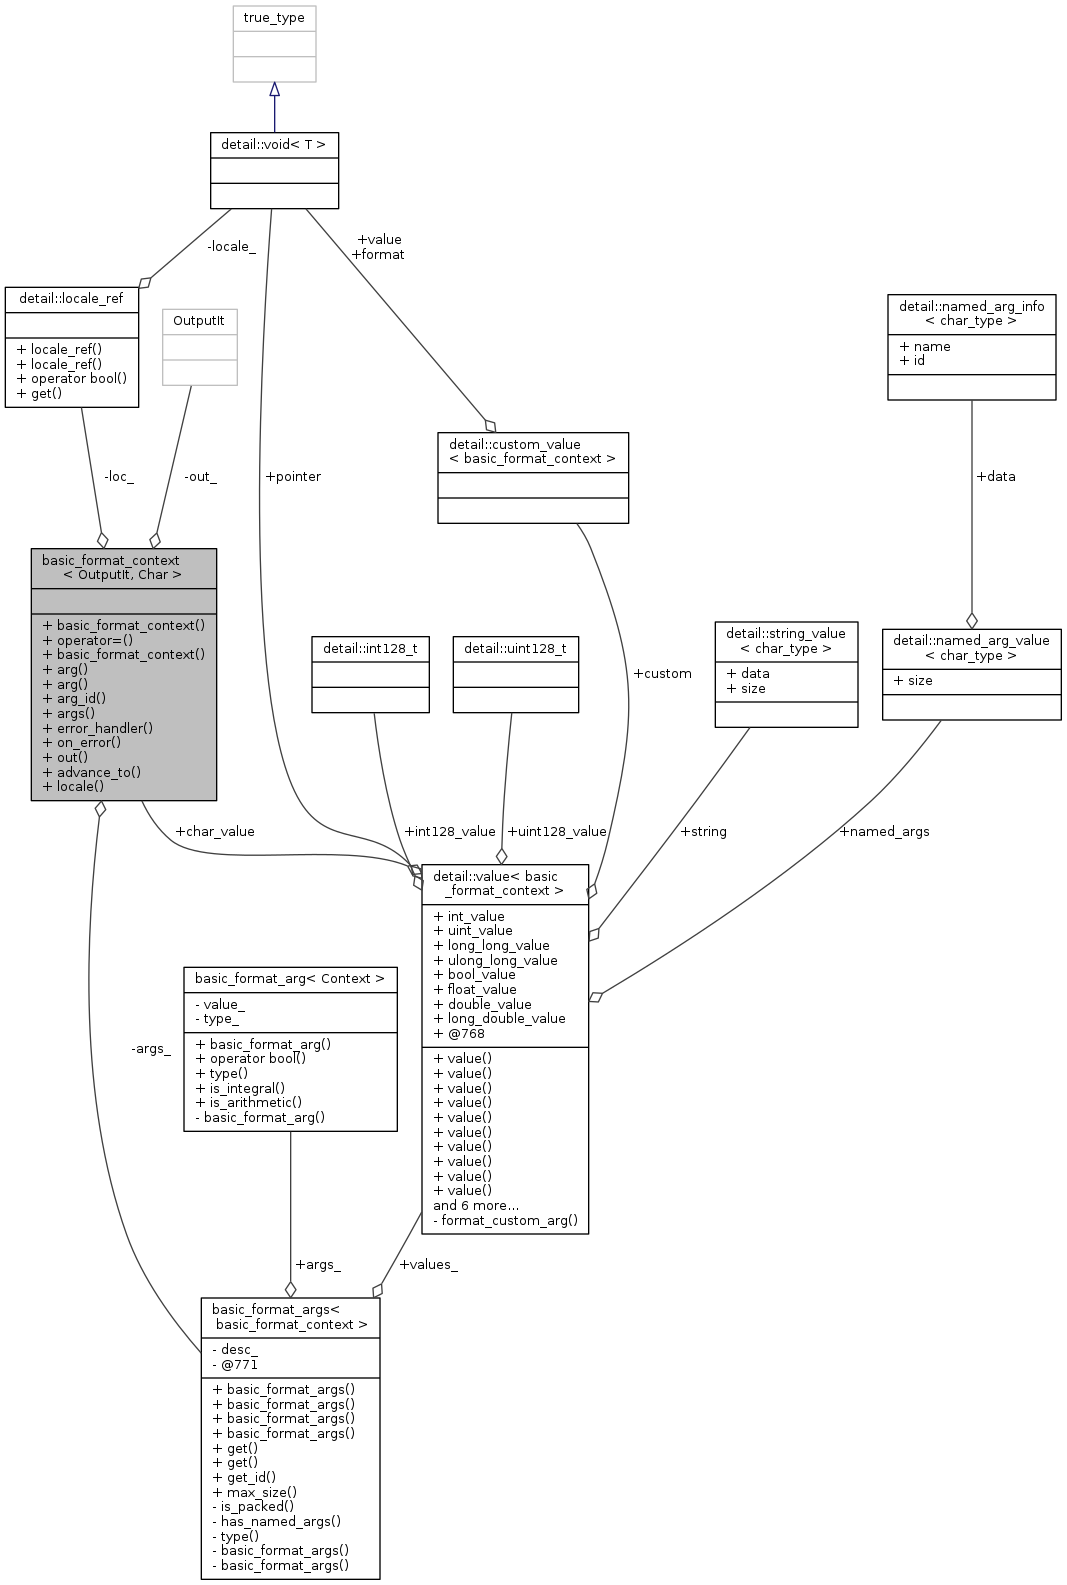 true_type
detail::void< T >
-locale_
+value
+format
detail::locale_ref
+ locale_ref()
+ locale_ref()
+ operator bool()
+ get()
OutputIt
detail::named_arg_info
< char_type >
+ name
+ id
detail::custom_value
< basic_format_context >
-loc_
-out_
+pointer
+data
basic_format_context
< OutputIt, Char >
+ basic_format_context()
+ operator=()
+ basic_format_context()
+ arg()
+ arg()
+ arg_id()
+ args()
+ error_handler()
+ on_error()
+ out()
+ advance_to()
+ locale()
detail::int128_t
detail::uint128_t
+custom
detail::string_value
< char_type >
+ data
+ size
detail::named_arg_value
< char_type >
+ size
+char_value
+int128_value
+uint128_value
+string
+named_args
detail::value< basic
_format_context >
+ int_value
+ uint_value
+ long_long_value
+ ulong_long_value
+ bool_value
+ float_value
+ double_value
+ long_double_value
+ @768
+ value()
+ value()
+ value()
+ value()
+ value()
+ value()
+ value()
+ value()
+ value()
+ value()
and 6 more...
- format_custom_arg()
-args_
basic_format_arg< Context >
- value_
- type_
+ basic_format_arg()
+ operator bool()
+ type()
+ is_integral()
+ is_arithmetic()
- basic_format_arg()
+args_
+values_
basic_format_args<
basic_format_context >
- desc_
- @771
+ basic_format_args()
+ basic_format_args()
+ basic_format_args()
+ basic_format_args()
+ get()
+ get()
+ get_id()
+ max_size()
- is_packed()
- has_named_args()
- type()
- basic_format_args()
- basic_format_args()